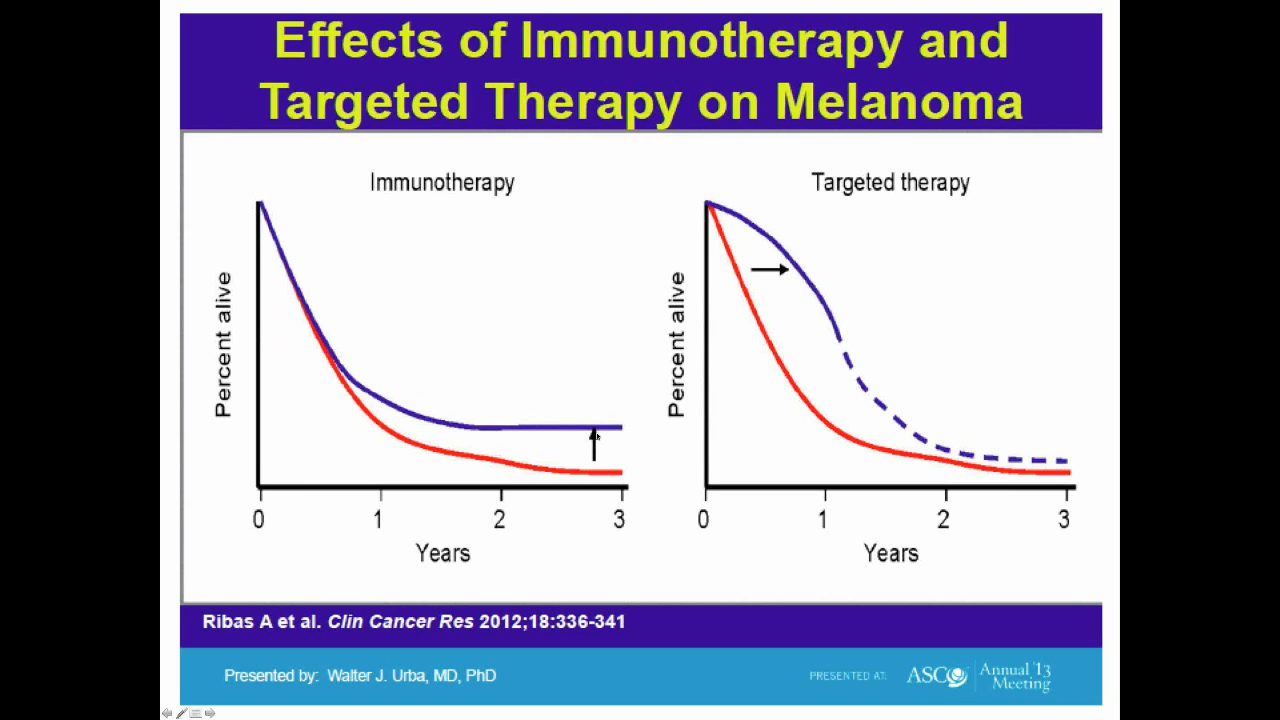 Effects of Immunotherapy and
Targeted Therapy on Melanoma
Immunotherapy
Percent alive
0 1 2 3
Years
Targeted therapy
Percent alive
0 1 2 3
Years
Ribas A et al. Clin Cancer Res 2012;18:336-341
Presented by: Walter J. Urba, MD, PhD
PRESENTED AT:
ASCO
Annual '13
Meeting